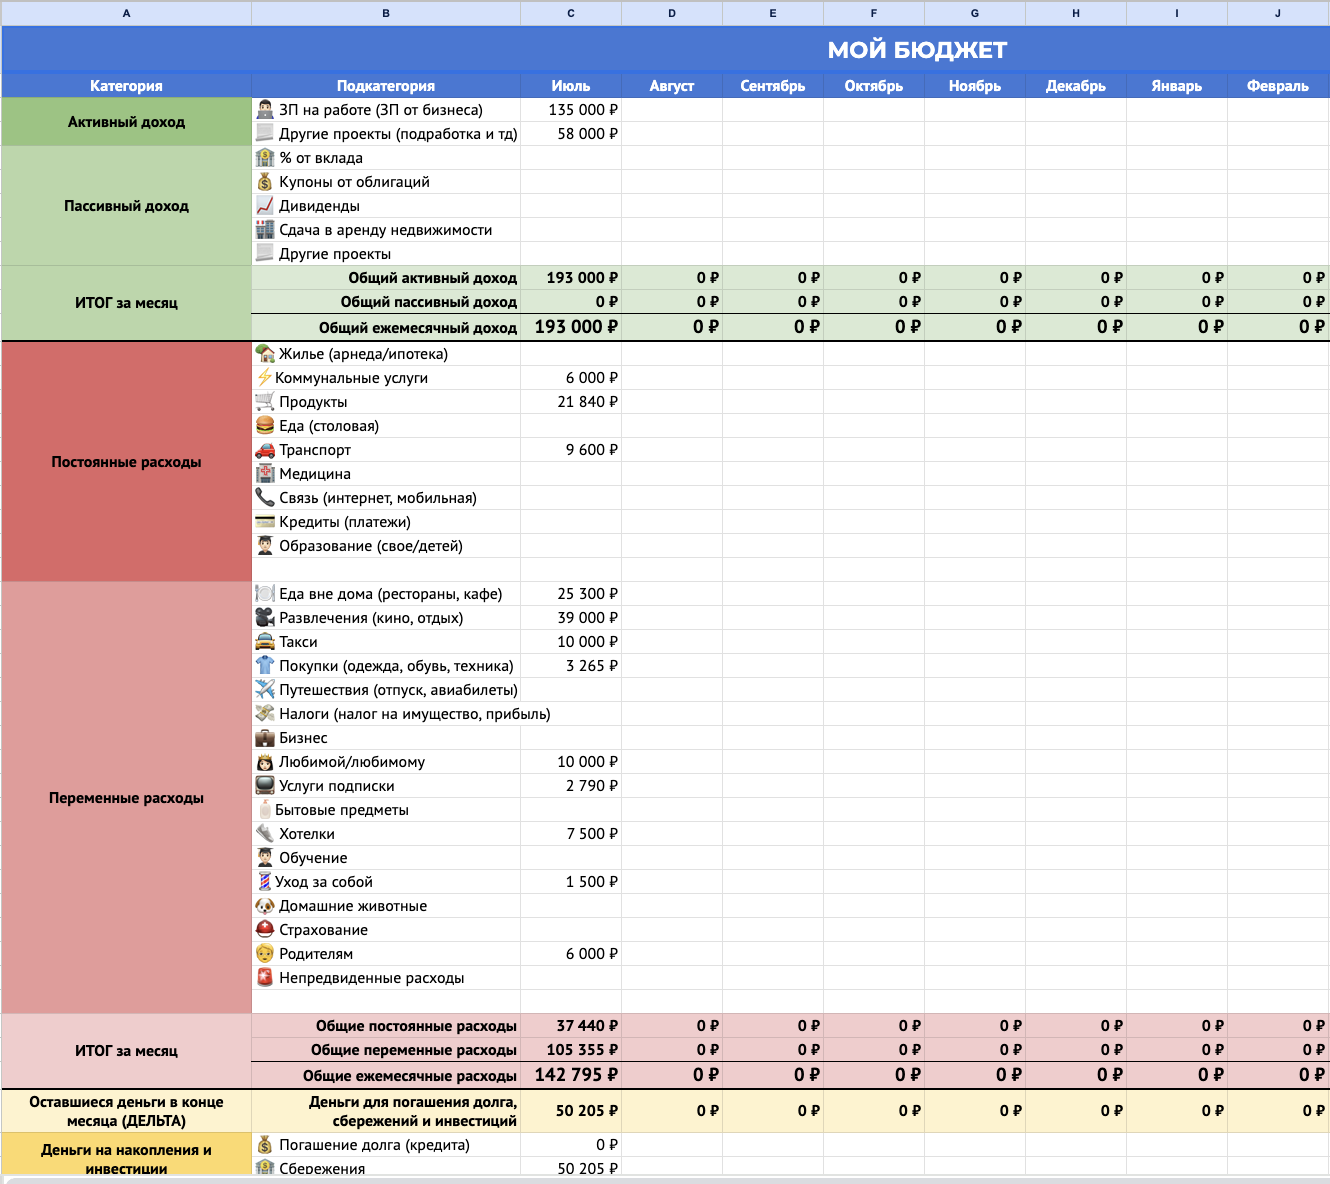 A B C D E F G H I J
МОЙ БЮДЖЕТ
Категория Подкатегория Июль Август Сентябрь Октябрь Ноябрь Декабрь Январь Февраль
Активный доход
ЗП на работе (ЗП от бизнеса) 135 000 ₽
Другие проекты (подработка и тд) 58 000 ₽
Пассивный доход
% от вклада
Купоны от облигаций
Дивиденды
Сдача в аренду недвижимости
Другие проекты
ИТОГ за месяц
Общий активный доход 193 000 ₽ 0 ₽ 0 ₽ 0 ₽ 0 ₽ 0 ₽ 0 ₽ 0 ₽
Общий пассивный доход 0 ₽ 0 ₽ 0 ₽ 0 ₽ 0 ₽ 0 ₽ 0 ₽ 0 ₽
Общий ежемесячный доход 193 000 ₽ 0 ₽ 0 ₽ 0 ₽ 0 ₽ 0 ₽ 0 ₽ 0 ₽
Постоянные расходы
Жилье (арнеда/ипотека)
Коммунальные услуги 6 000 ₽
Продукты 21 840 ₽
Еда (столовая)
Транспорт 9 600 ₽
Медицина
Связь (интернет, мобильная)
Кредиты (платежи)
Образование (свое/детей)
Переменные расходы
Еда вне дома (рестораны, кафе) 25 300 ₽
Развлечения (кино, отдых) 39 000 ₽
Такси 10 000 ₽
Покупки (одежда, обувь, техника) 3 265 ₽
Путешествия (отпуск, авиабилеты)
Налоги (налог на имущество, прибыль)
Бизнес
Любимой/любимому 10 000 ₽
Услуги подписки 2 790 ₽
Бытовые предметы
Хотелки 7 500 ₽
Обучение
Уход за собой 1 500 ₽
Домашние животные
Страхование
Родителям 6 000 ₽
Непредвиденные расходы
ИТОГ за месяц
Общие постоянные расходы 37 440 ₽ 0 ₽ 0 ₽ 0 ₽ 0 ₽ 0 ₽ 0 ₽ 0 ₽
Общие переменные расходы 105 355 ₽ 0 ₽ 0 ₽ 0 ₽ 0 ₽ 0 ₽ 0 ₽ 0 ₽
Общие ежемесячные расходы 142 795 ₽ 0 ₽ 0 ₽ 0 ₽ 0 ₽ 0 ₽ 0 ₽ 0 ₽
Оставшиеся деньги в конце
месяца (ДЕЛЬТА)
Деньги для погашения долга,
сбережений и инвестиций
50 205 ₽ 0 ₽ 0 ₽ 0 ₽ 0 ₽ 0 ₽ 0 ₽ 0 ₽
Деньги на накопления и
инвестиции
Погашение долга (кредита) 0 ₽
Сбережения 50 205 ₽